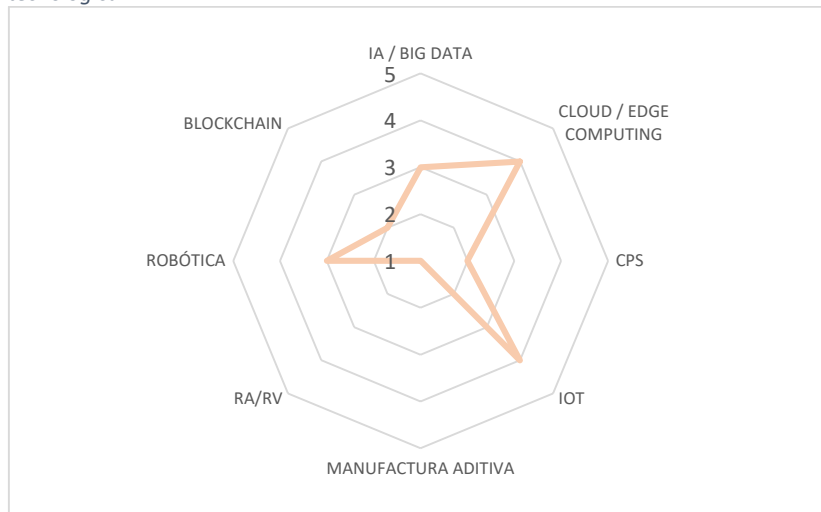 IA / BIG DATA
5
4
3
2
1
CLOUD / EDGE
COMPUTING
CPS
IOT
MANUFACTURA ADITIVA
RA/RV
ROBÓTICA
BLOCKCHAIN